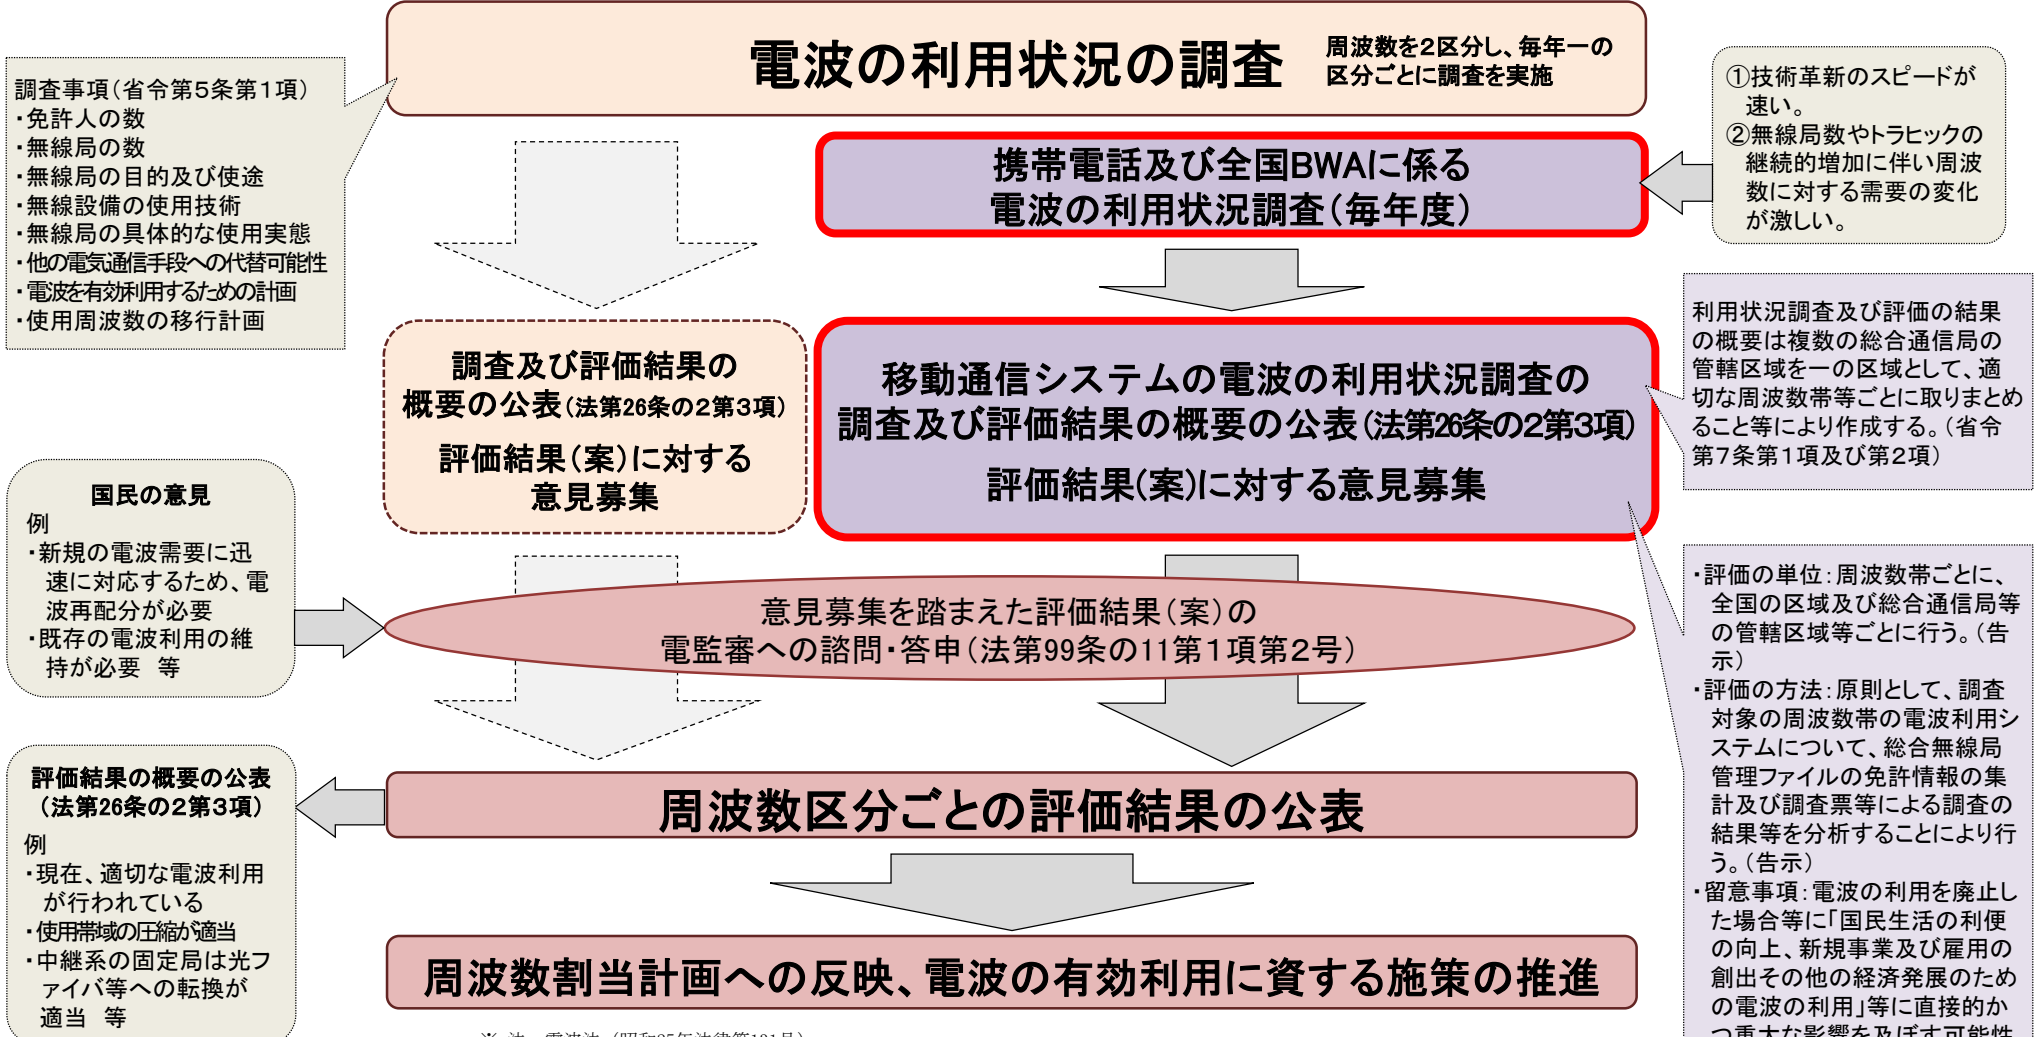 電波の利用状況の調査
周波数を2区分し、毎年一の
区分ごとに調査を実施
調査事項(省令第5条第1項)
・免許人の数
・無線局の数
・無線局の目的及び使途
・無線設備の使用技術
・無線局の具体的な使用実態
・他の電気通信手段への代替可能性
・電波を有効利用するための計画
・使用周波数の移行計画
携帯電話及び全国BWAに係る
電波の利用状況調査(毎年度)
①技術革新のスピードが
速い。
②無線局数やトラヒックの
継続的増加に伴い周波
数に対する需要の変化
が激しい。
調査及び評価結果の
概要の公表(法第26条の2第3項)
評価結果(案)に対する
意見募集
移動通信システムの電波の利用状況調査の
調査及び評価結果の概要の公表(法第26条の2第3項)
評価結果(案)に対する意見募集
利用状況調査及び評価の結果
の概要は複数の総合通信局の
管轄区域を一の区域として、適
切な周波数帯等ごとに取りまとめ
ること等により作成する。(省令
第7条第1項及び第2項)
国民の意見
例
・新規の電波需要に迅
速に対応するため、電
波再配分が必要
・既存の電波利用の維
持が必要 等
意見募集を踏まえた評価結果(案)の
電監審への諮問・答申(法第99条の11第1項第2号)
・評価の単位:周波数帯ごとに、
全国の区域及び総合通信局等
の管轄区域等ごとに行う。(告
示)
・評価の方法:原則として、調査
対象の周波数帯の電波利用シ
ステムについて、総合無線局
管理ファイルの免許情報の集
計及び調査票等による調査の
結果等を分析することにより行
う。(告示)
・留意事項:電波の利用を廃止し
た場合等に「国民生活の利便
の向上、新規事業及び雇用の
創出その他の経済発展のため
の電波の利用」等に直接的か
つ重大な影響を及ぼす可能性
評価結果の概要の公表
(法第26条の2第3項)
例
・現在、適切な電波利用
が行われている
・使用帯域の圧縮が適当
・中継系の固定局は光フ
ァイバ等への転換が
適当 等
周波数区分ごとの評価結果の公表
周波数割当計画への反映、電波の有効利用に資する施策の推進